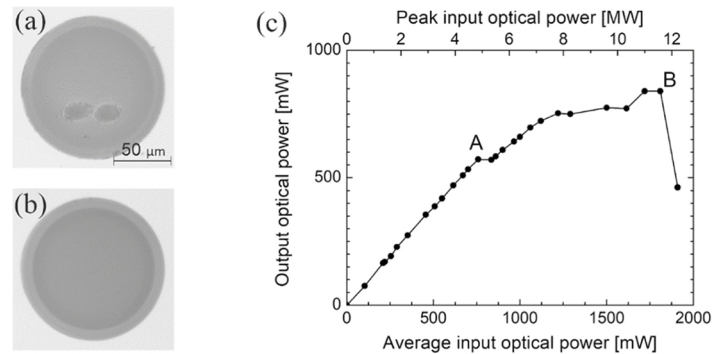 (a)
50 μm
(b)
(c)
Peak input optical power [MW]
0 2 4 6 8 10 12
1000
500
0
Output optical power [mW]
A
B
0 500 1000 1500 2000
Average input optical power [mW]